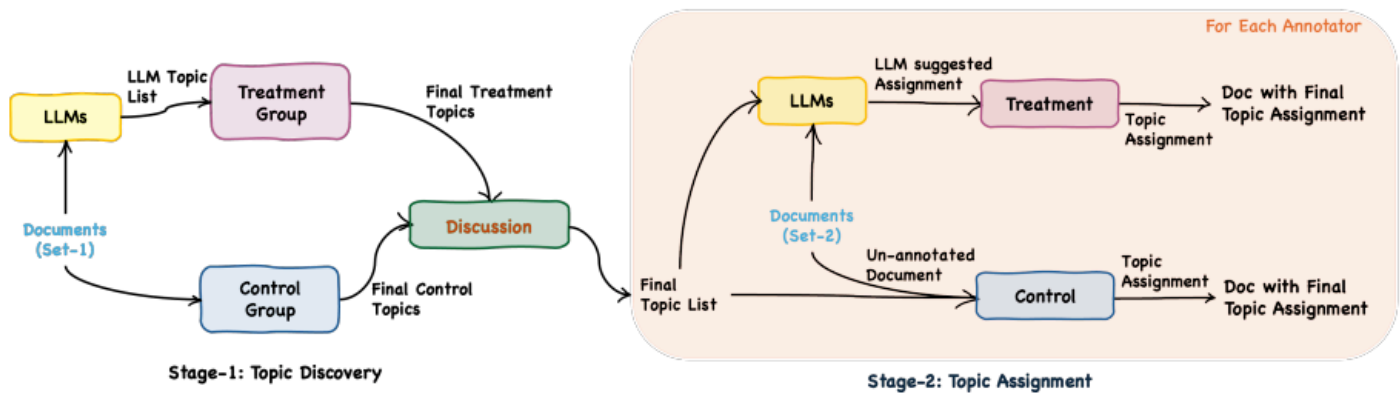 For Each Annotator
LLMs
LLM Topic
List
Treatment
Group
Final Treatment
Topics
Documents
(Set-1)
Control
Group
Final Control
Topics
Discussion
Stage-1: Topic Discovery
Final
Topic List
LLMs
LLM suggested
Assignment
Treatment
Topic
Assignment
Doc with Final
Topic Assignment
Documents
(Set-2)
Un-annotated
Document
Control
Topic
Assignment
Doc with Final
Topic Assignment
Stage-2: Topic Assignment